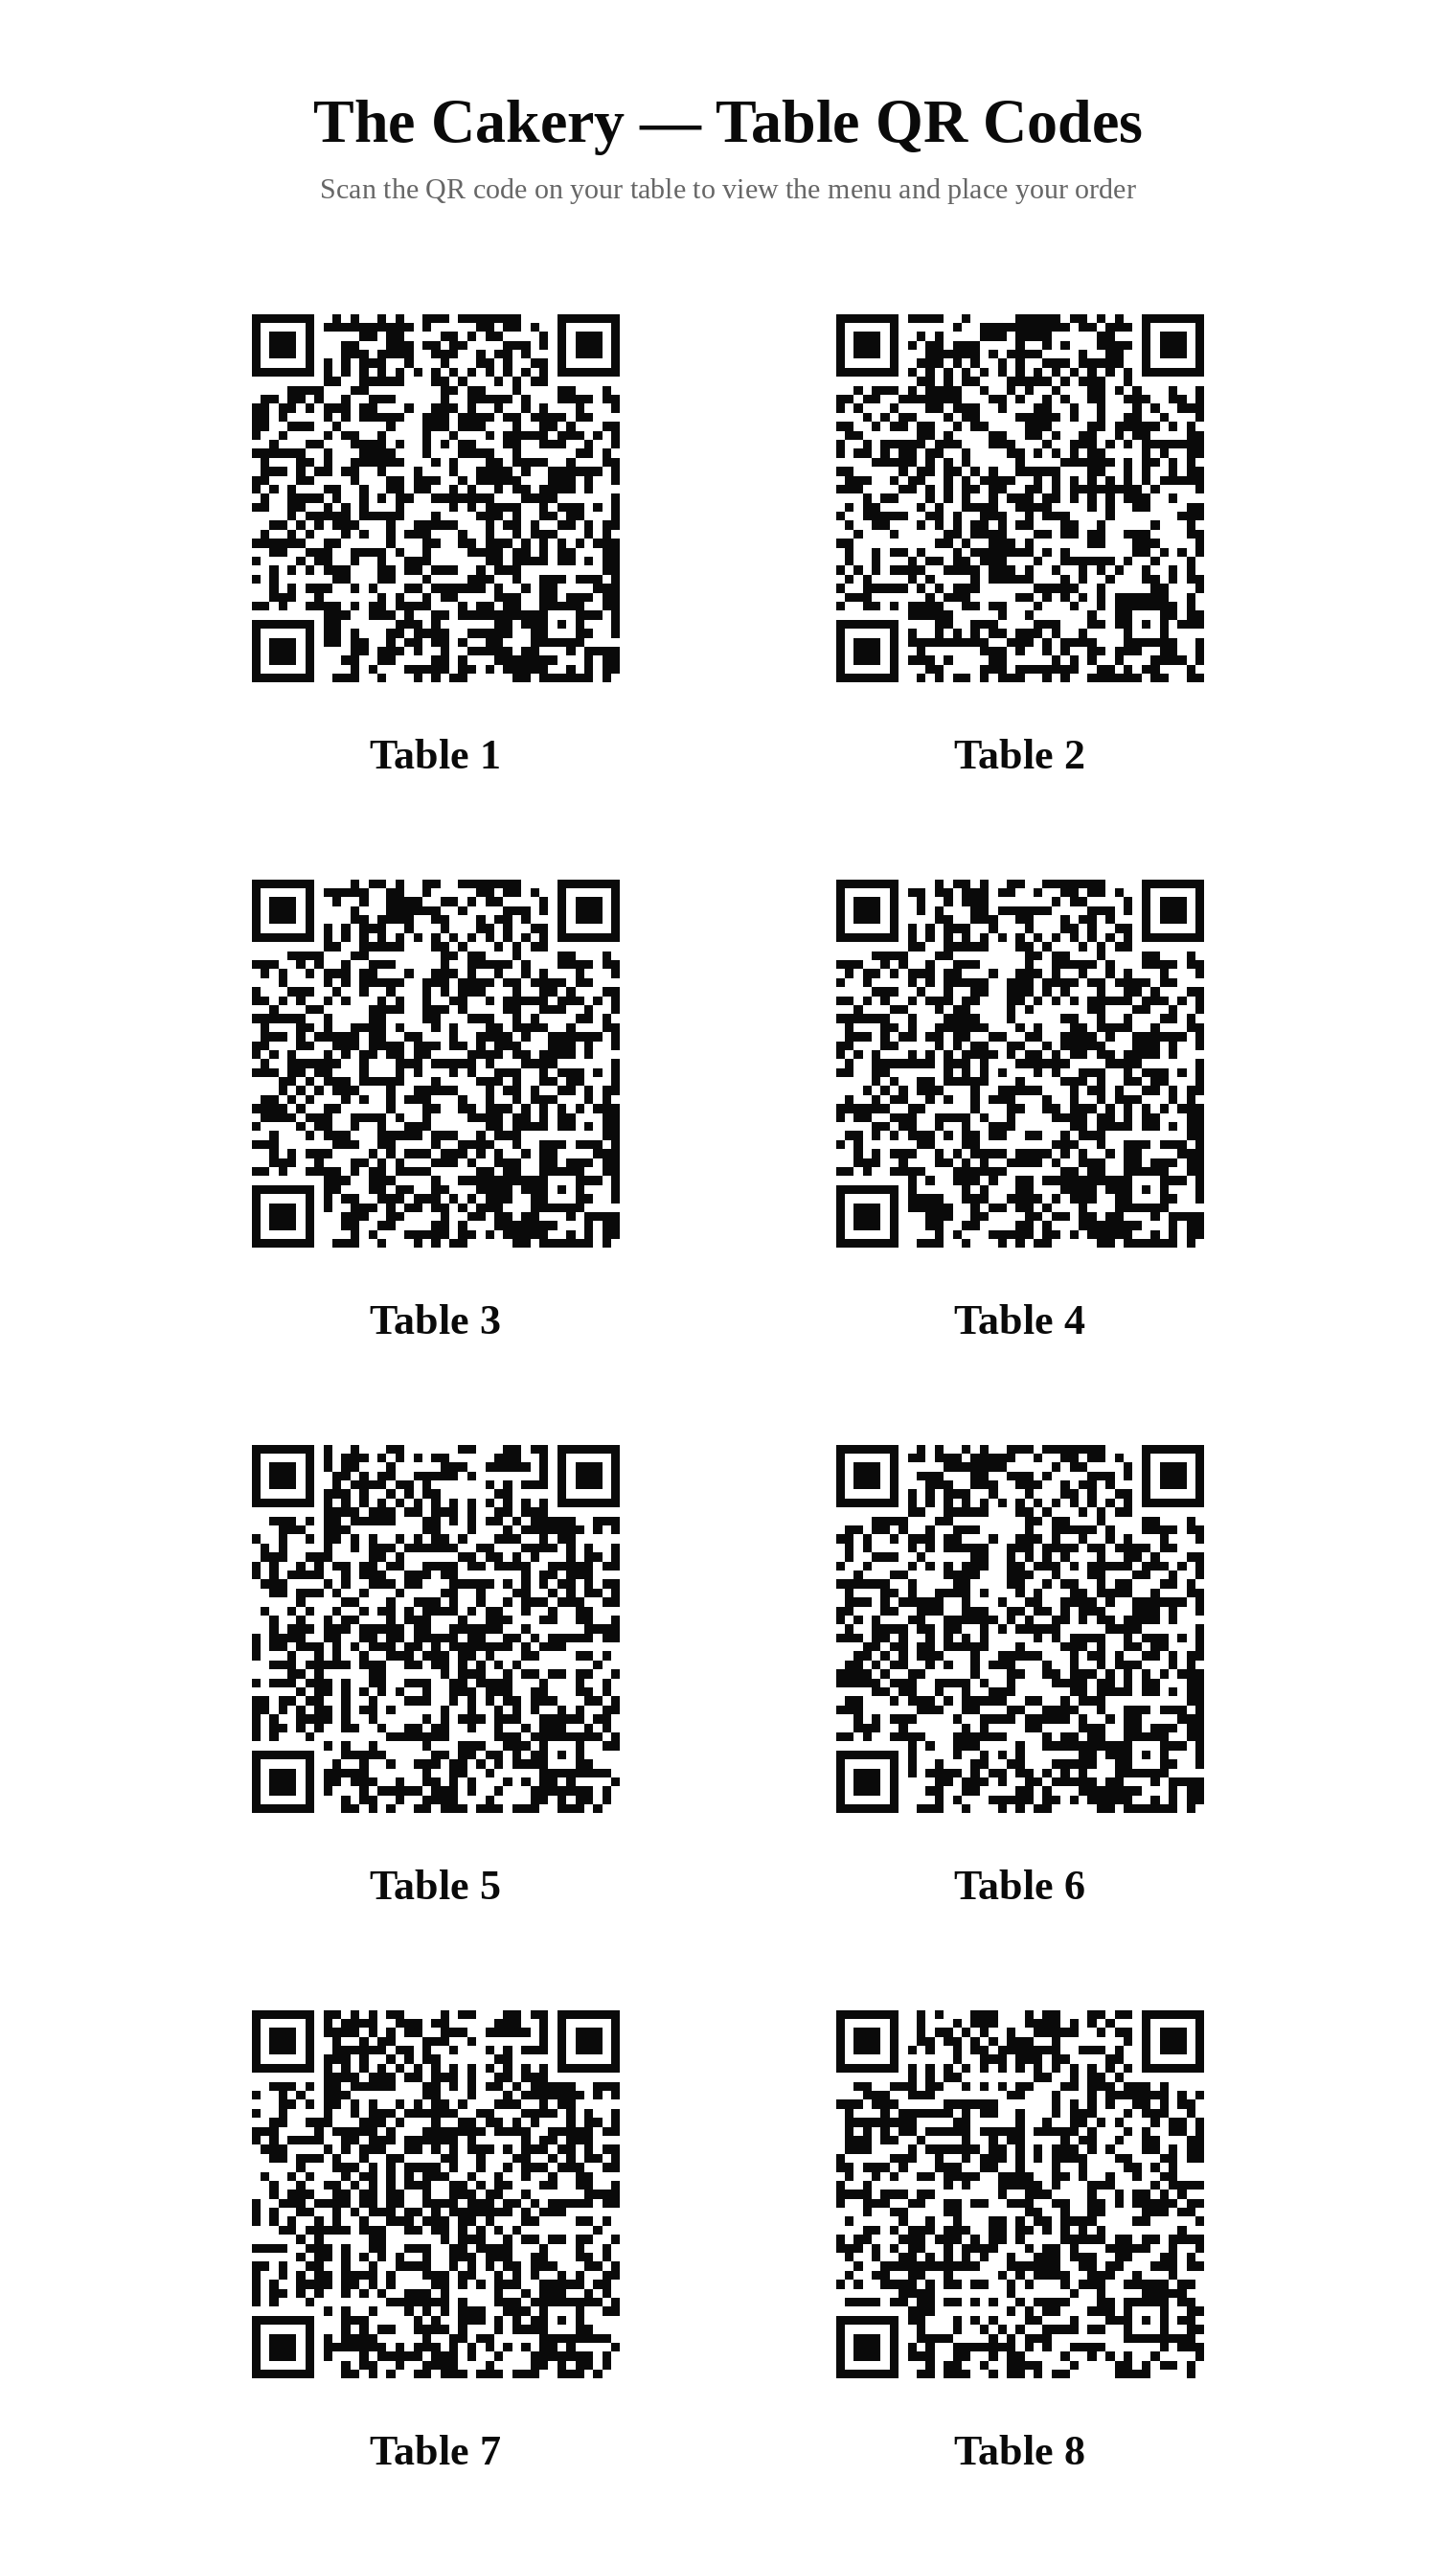 The Cakery — Table QR Codes
Scan the QR code on your table to view the menu and place your order
Table 1
Table 2
Table 3
Table 4
Table 5
Table 6
Table 7
Table 8